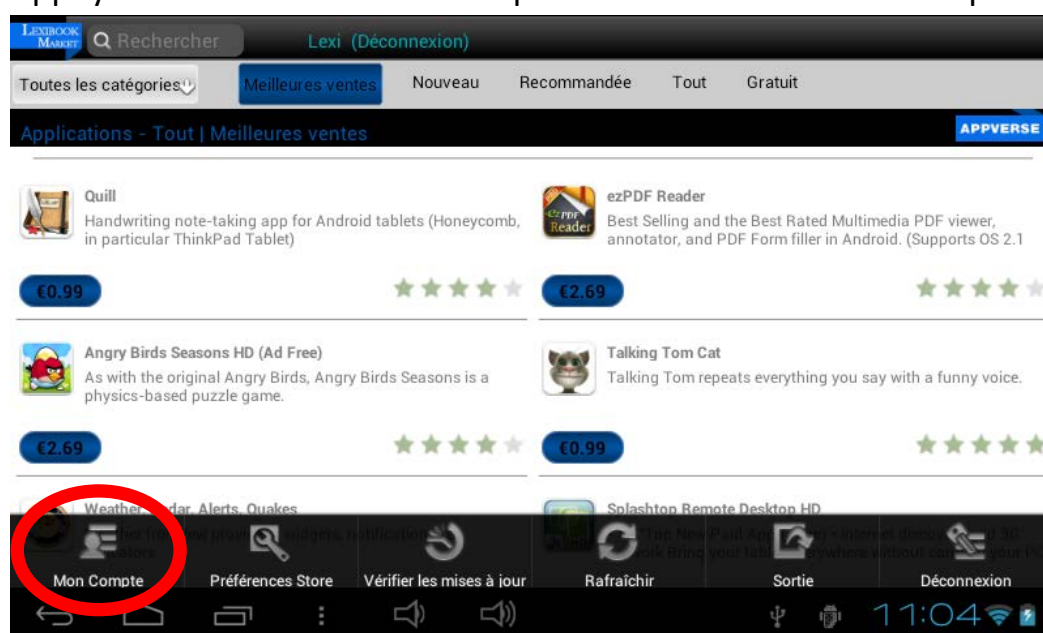 LEXIBOOK
MARKET
Rechercher
Lexi (Déconnexion)
Toutes les catégories
Meilleures ventes
Nouveau
Recommandée
Tout
Gratuit
Applications - Tout | Meilleures ventes
APPVERSE
Quill
Handwriting note-taking app for Android tablets (Honeycomb,
in particular ThinkPad Tablet)
€0.99
ezPDF Reader
Best Selling and the Best Rated Multimedia PDF viewer,
annotator, and PDF Form filler in Android. (Supports OS 2.1
€2.69
Angry Birds Seasons HD (Ad Free)
As with the original Angry Birds, Angry Birds Seasons is a
physics-based puzzle game.
€2.69
Talking Tom Cat
Talking Tom repeats everything you say with a funny voice.
€0.99
Alerts, Quakes
Splashtop Remote Desktop HD
Mon Compte
Préférences Store
Vérifier les mises à jour
Rafraîchir
Sortie
Déconnexion
11:04